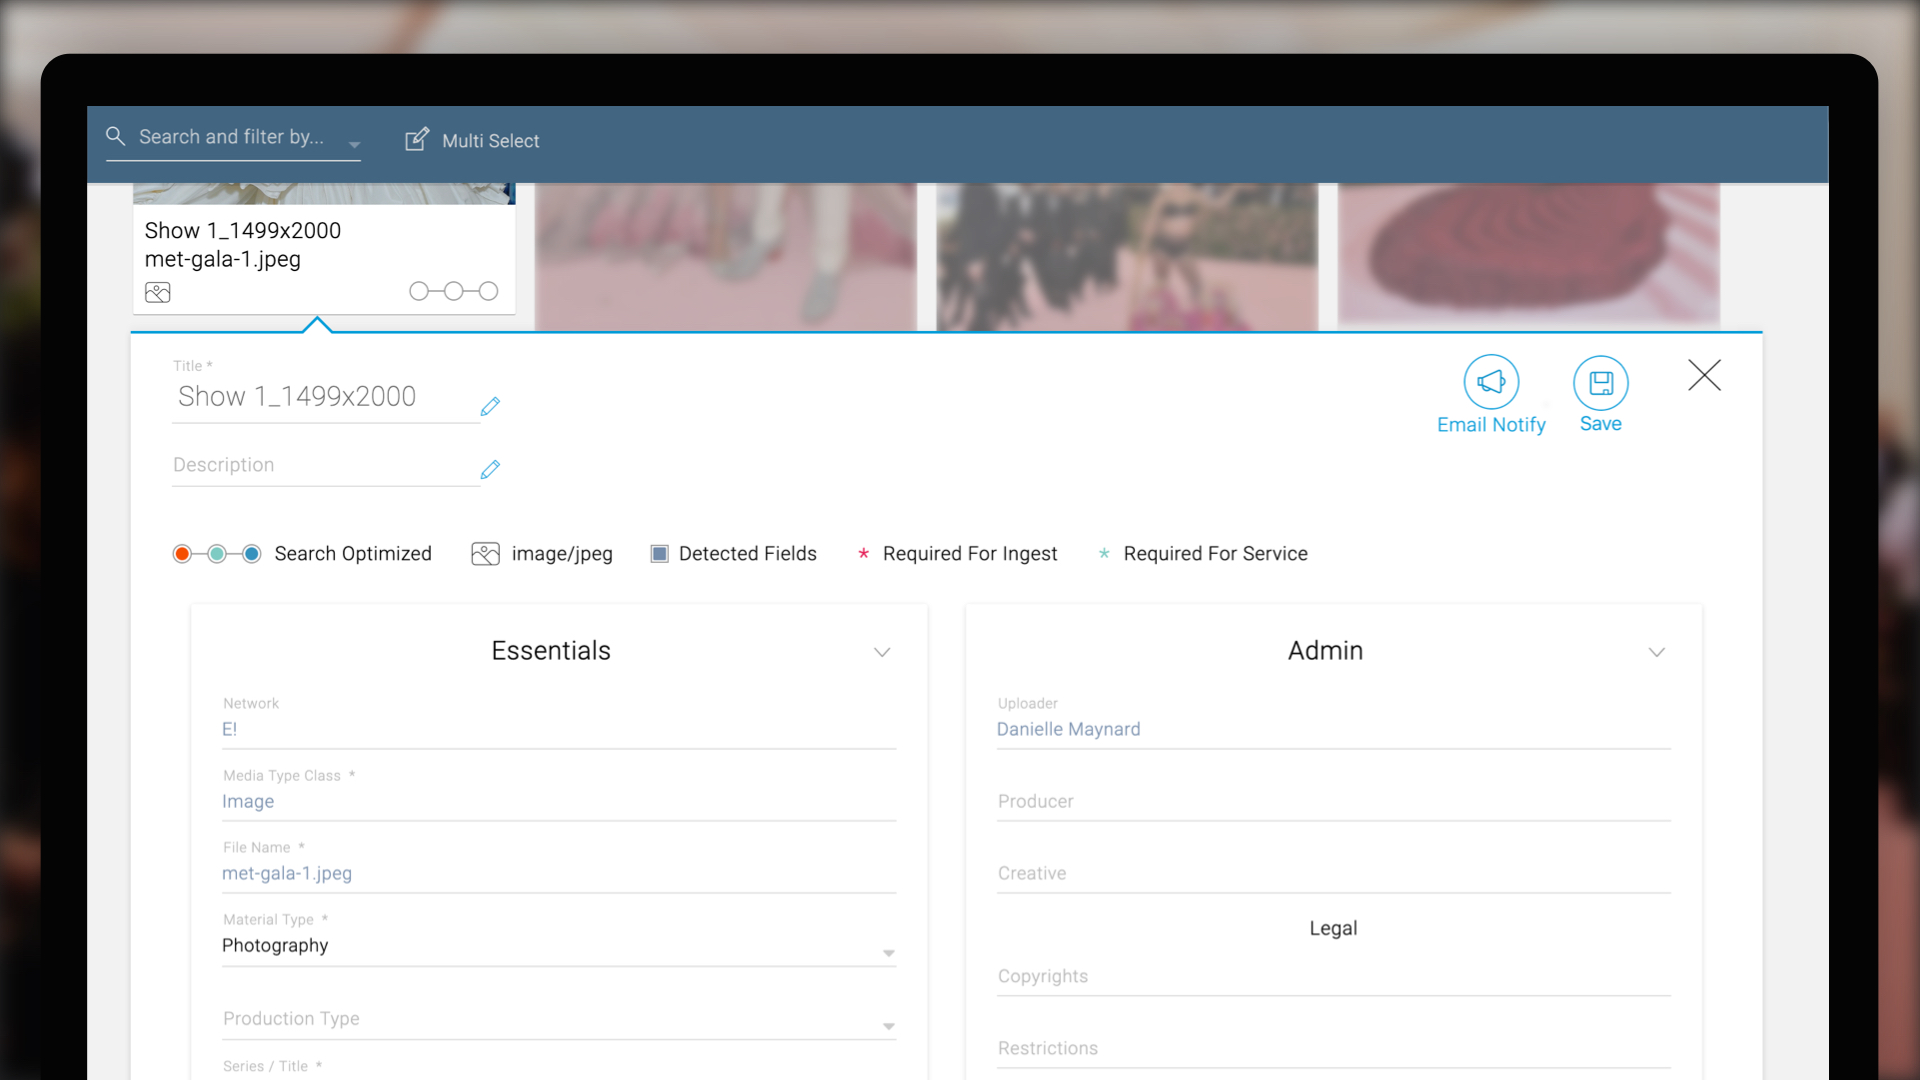 Search and filter by...
Multi Select
Show 1_1499x2000
met-gala-1.jpeg
Title *
Show 1_1499x2000
Email Notify
Save
Description
Search Optimized
image/jpeg
Detected Fields
* Required For Ingest
* Required For Service
Essentials
Network
E!
Media Type Class *
Image
File Name *
met-gala-1.jpeg
Material Type *
Photography
Production Type
Series / Title *
Admin
Uploader
Danielle Maynard
Producer
Creative
Legal
Copyrights
Restrictions